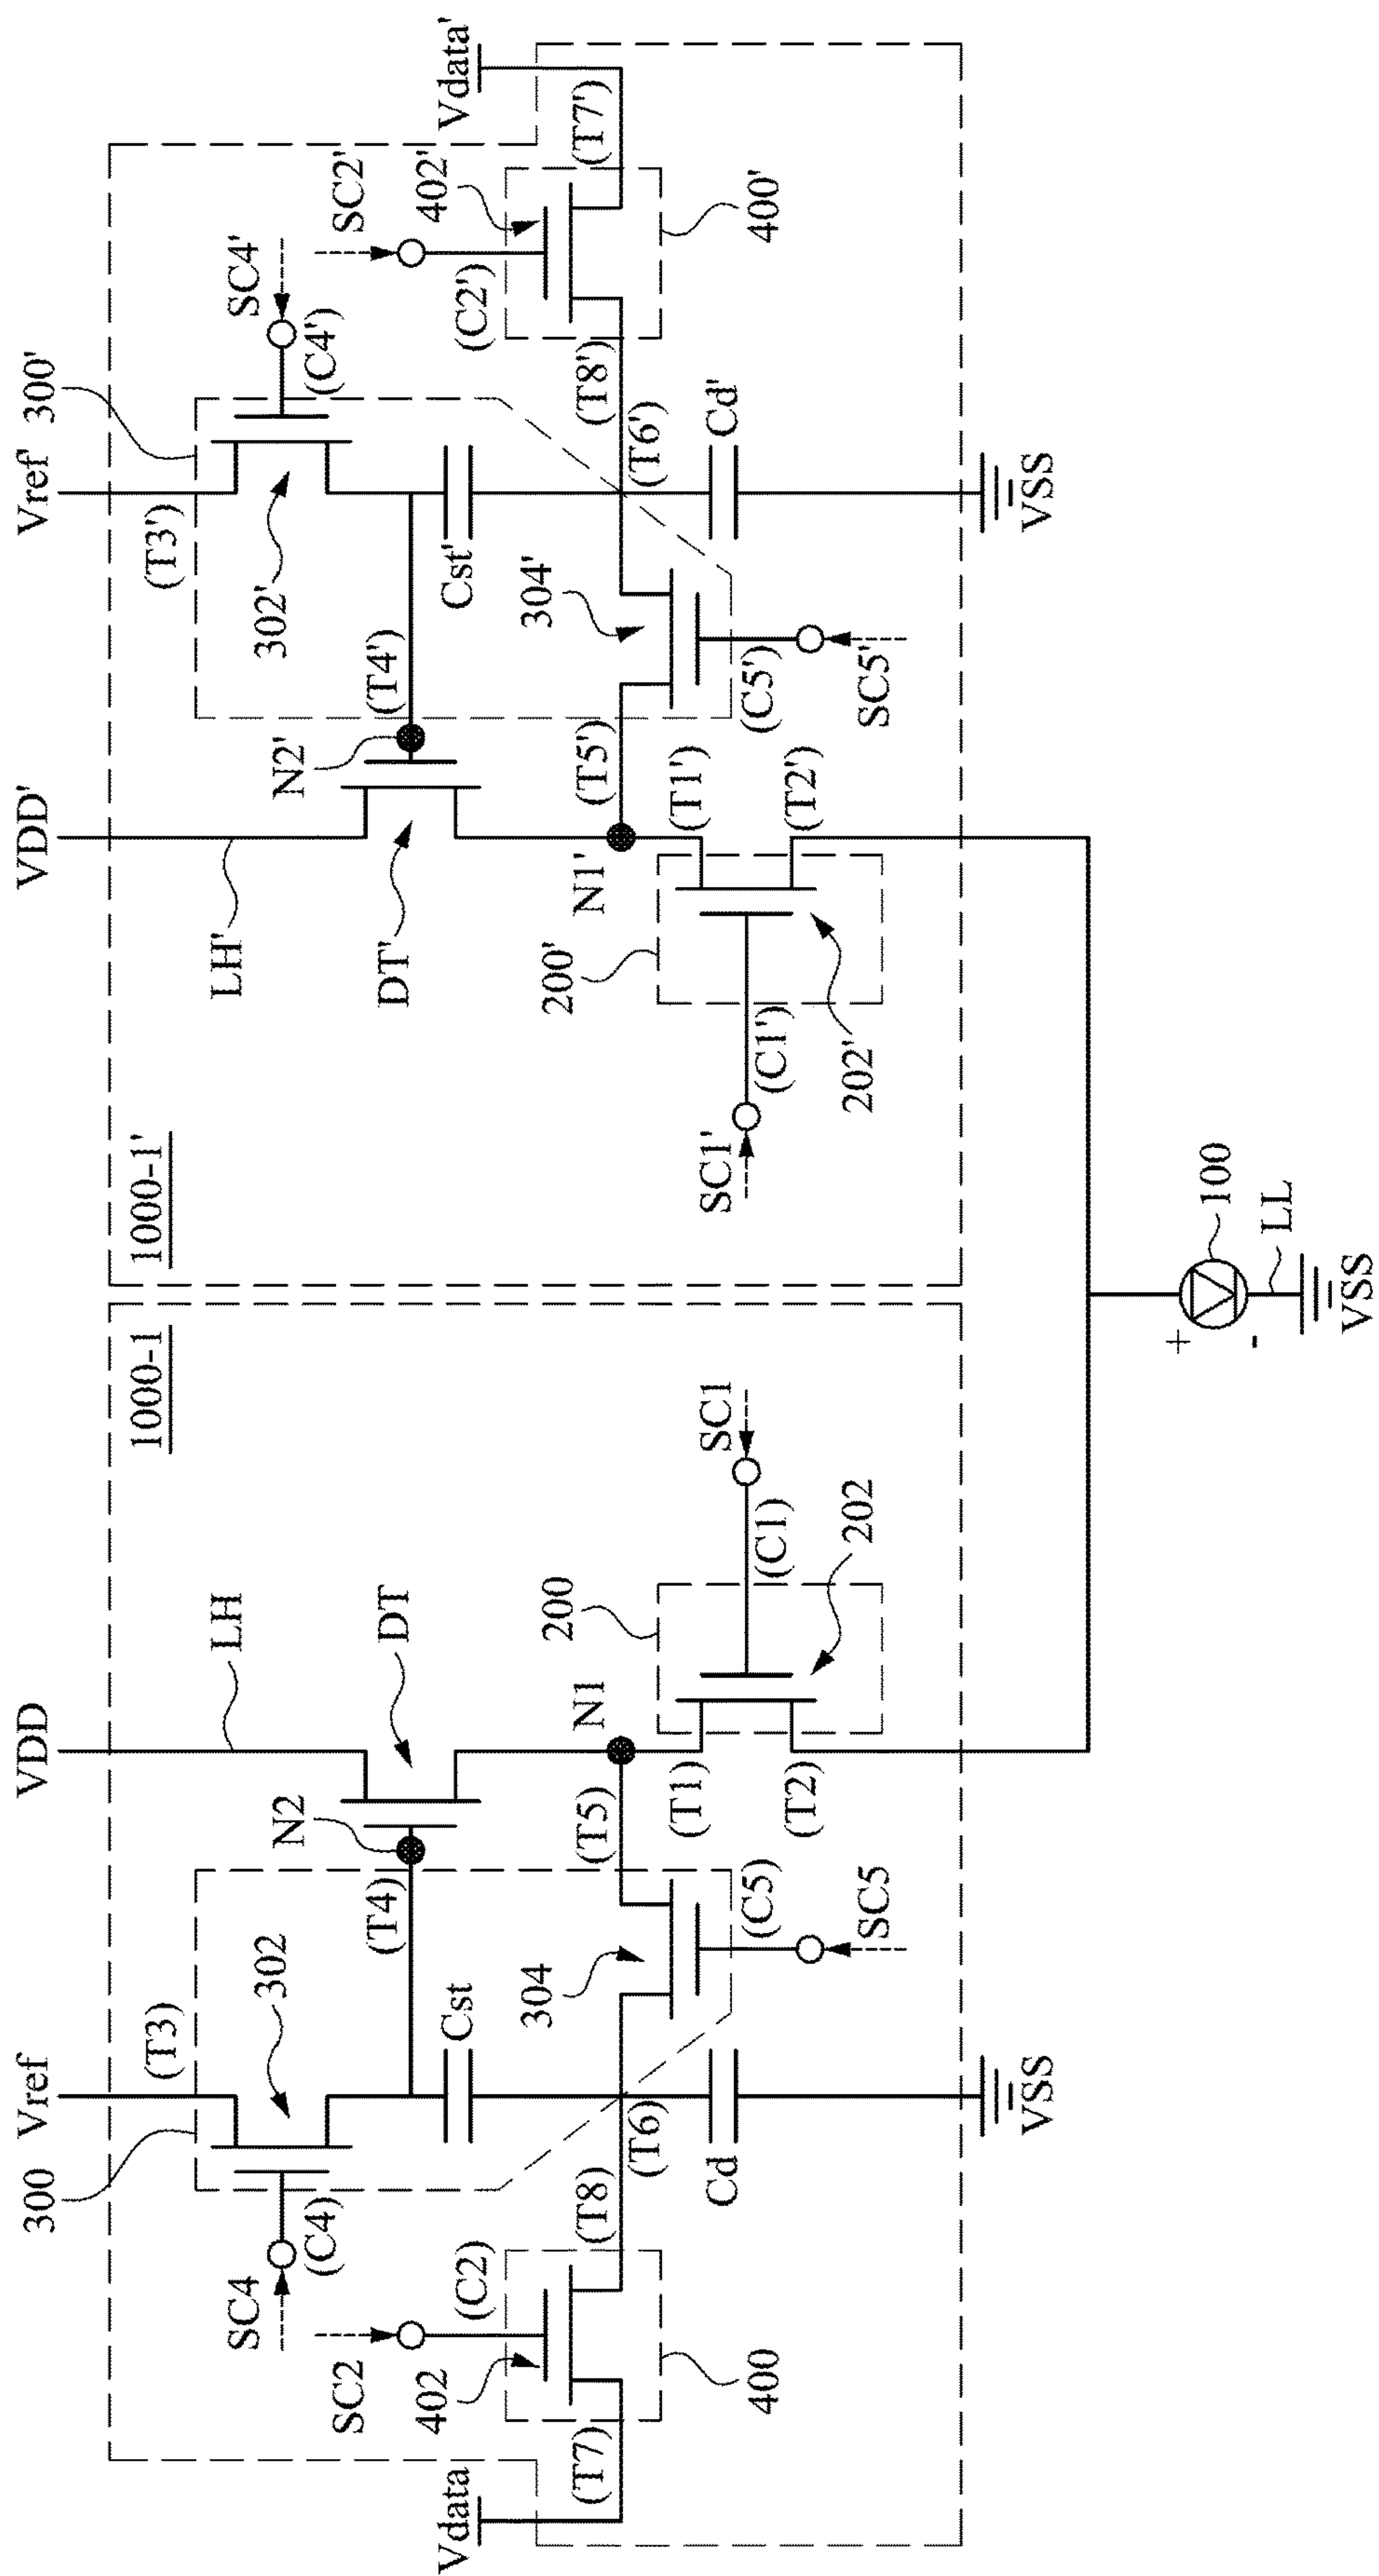 1000-1
1000-1'
Vref
300
(T3)
302
SC4
(C4)
VDD
LH
N2
DT
(T4)
Cst
SC2
(C2)
402
Vdata
(T7)
400
(T8)
(T6)
Cd
VSS
304
(T5)
(C5)
SC5
N1
(T1)
(T2)
200
202
(C1)
SC1
VDD'
LH'
N2'
DT'
(T4')
Vref'
300'
(T3')
302'
SC4'
(C4')
Cst'
SC2'
(C2')
402'
Vdata'
(T7')
400'
(T8')
(T6')
Cd'
VSS
304'
(T5')
(C5')
SC5'
N1'
(T1')
(T2')
200'
202'
(C1')
SC1'
+
-
100
LL
VSS